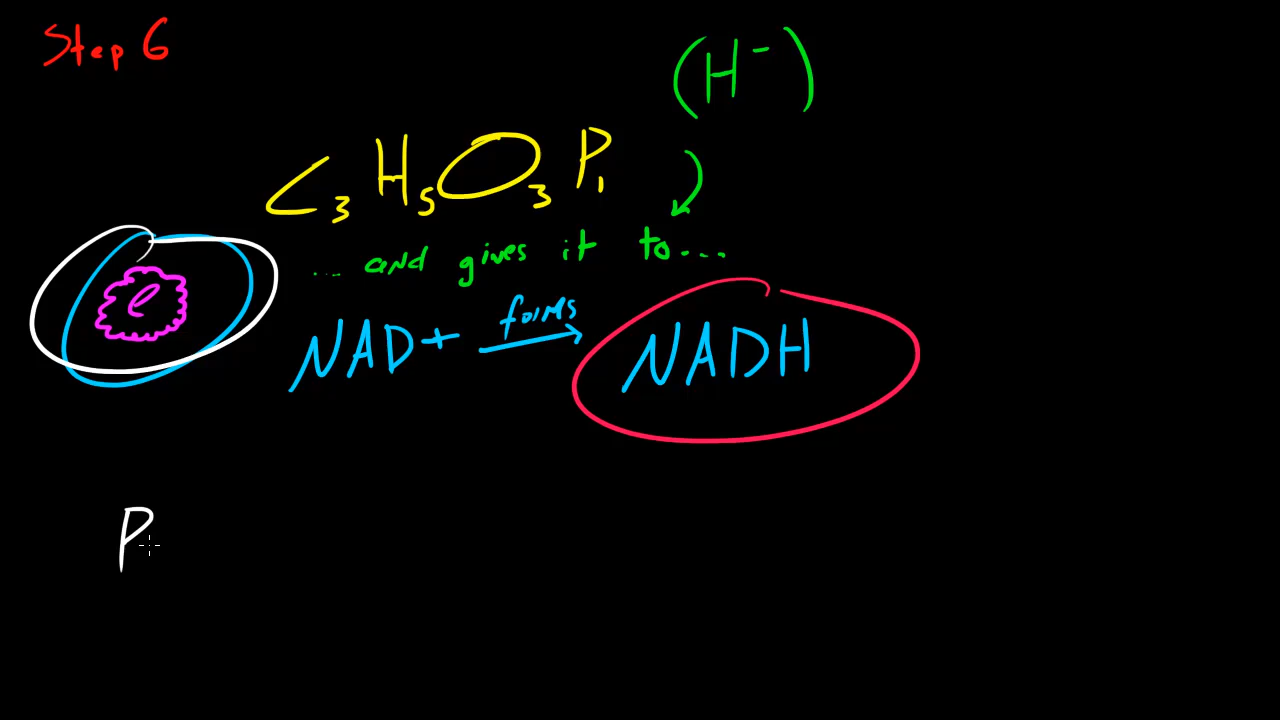 Step 6
(H⁻)
C₃H₅O₃P₁
... and gives it to...
e
NAD+ forms NADH
P